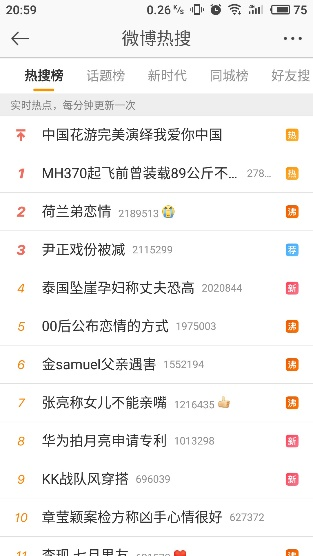 20:59 0.26 K/s 75
微博热搜
热搜榜 话题榜 新时代 同城榜 好友搜
实时热点，每分钟更新一次
中国花游完美演绎我爱你中国 热
1 MH370起飞前曾装载89公斤不... 278... 热
2 荷兰弟恋情 2189513 沸
3 尹正戏份被减 2115299 荐
4 泰国坠崖孕妇称丈夫恐高 2020844 新
5 00后公布恋情的方式 1975003 沸
6 金samuel父亲遇害 1552194 沸
7 张亮称女儿不能亲嘴 1216435 沸
8 华为拍月亮申请专利 1013298 新
9 KK战队风穿搭 696039 新
10 章莹颖案检方称凶手心情很好 627372